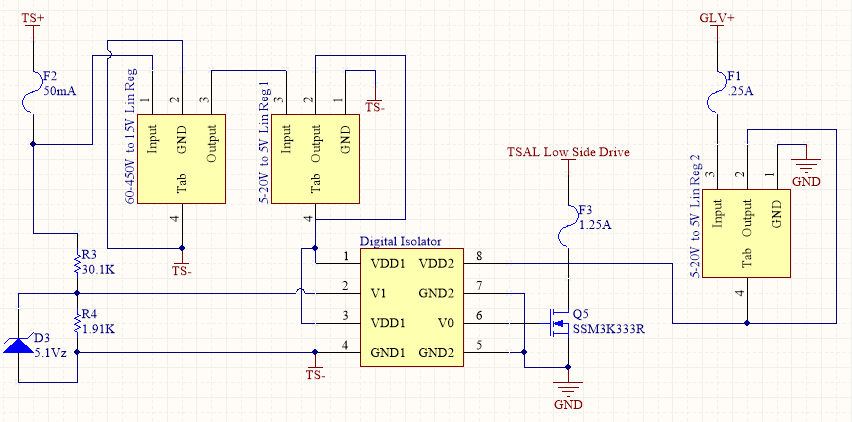 TS+
GLV+
F2
50mA
F1
.25A
60-450V to 15V Lin Reg
1
2
3
Input
GND
Output
Tab
4
TS-
5-20V to 5V Lin Reg 1
3
2
1
Input
Output
GND
Tab
4
TS-
TSAL Low Side Drive
F3
1.25A
5-20V to 5V Lin Reg 2
3
2
1
Input
Output
GND
Tab
4
GND
Digital Isolator
1 VDD1 VDD2 8
2 V1 GND2 7
3 VDD1 V0 6
4 GND1 GND2 5
R3
30.1K
R4
1.91K
D3
5.1Vz
TS-
Q5
SSM3K333R
GND